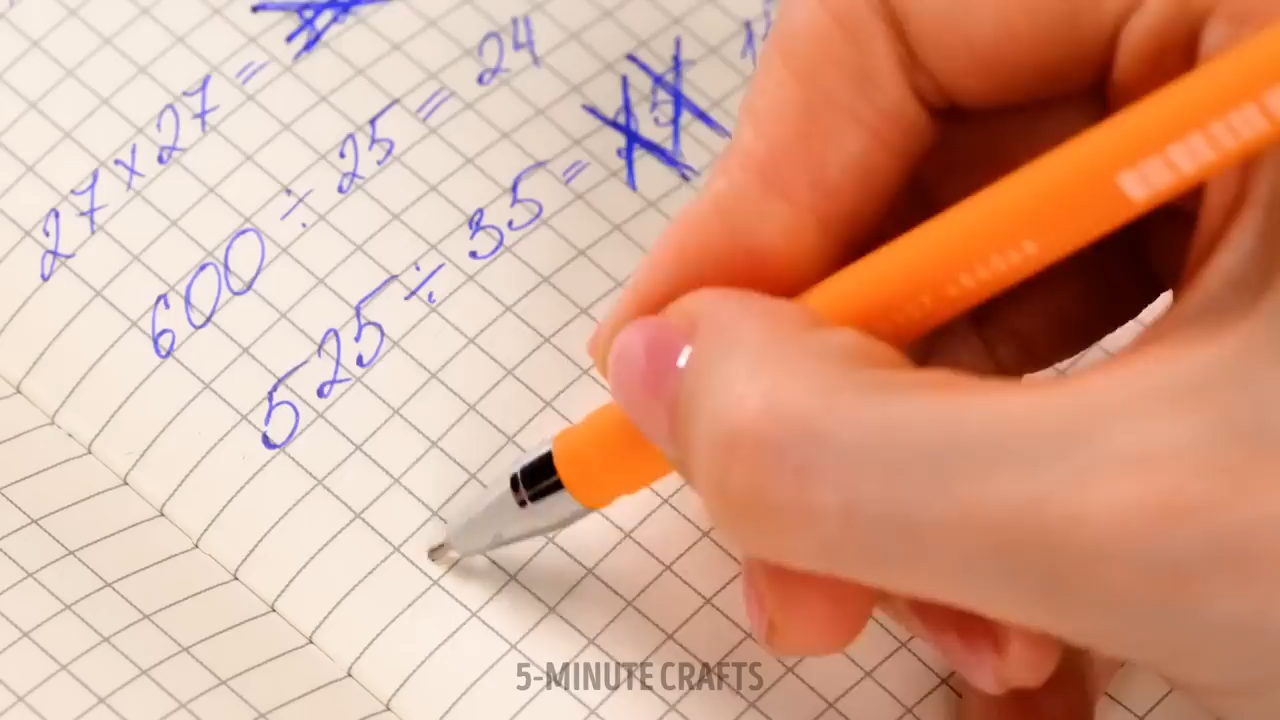 27 × 27 =
600 ÷ 25 = 24
525 ÷ 35 =
5-MINUTE CRAFTS